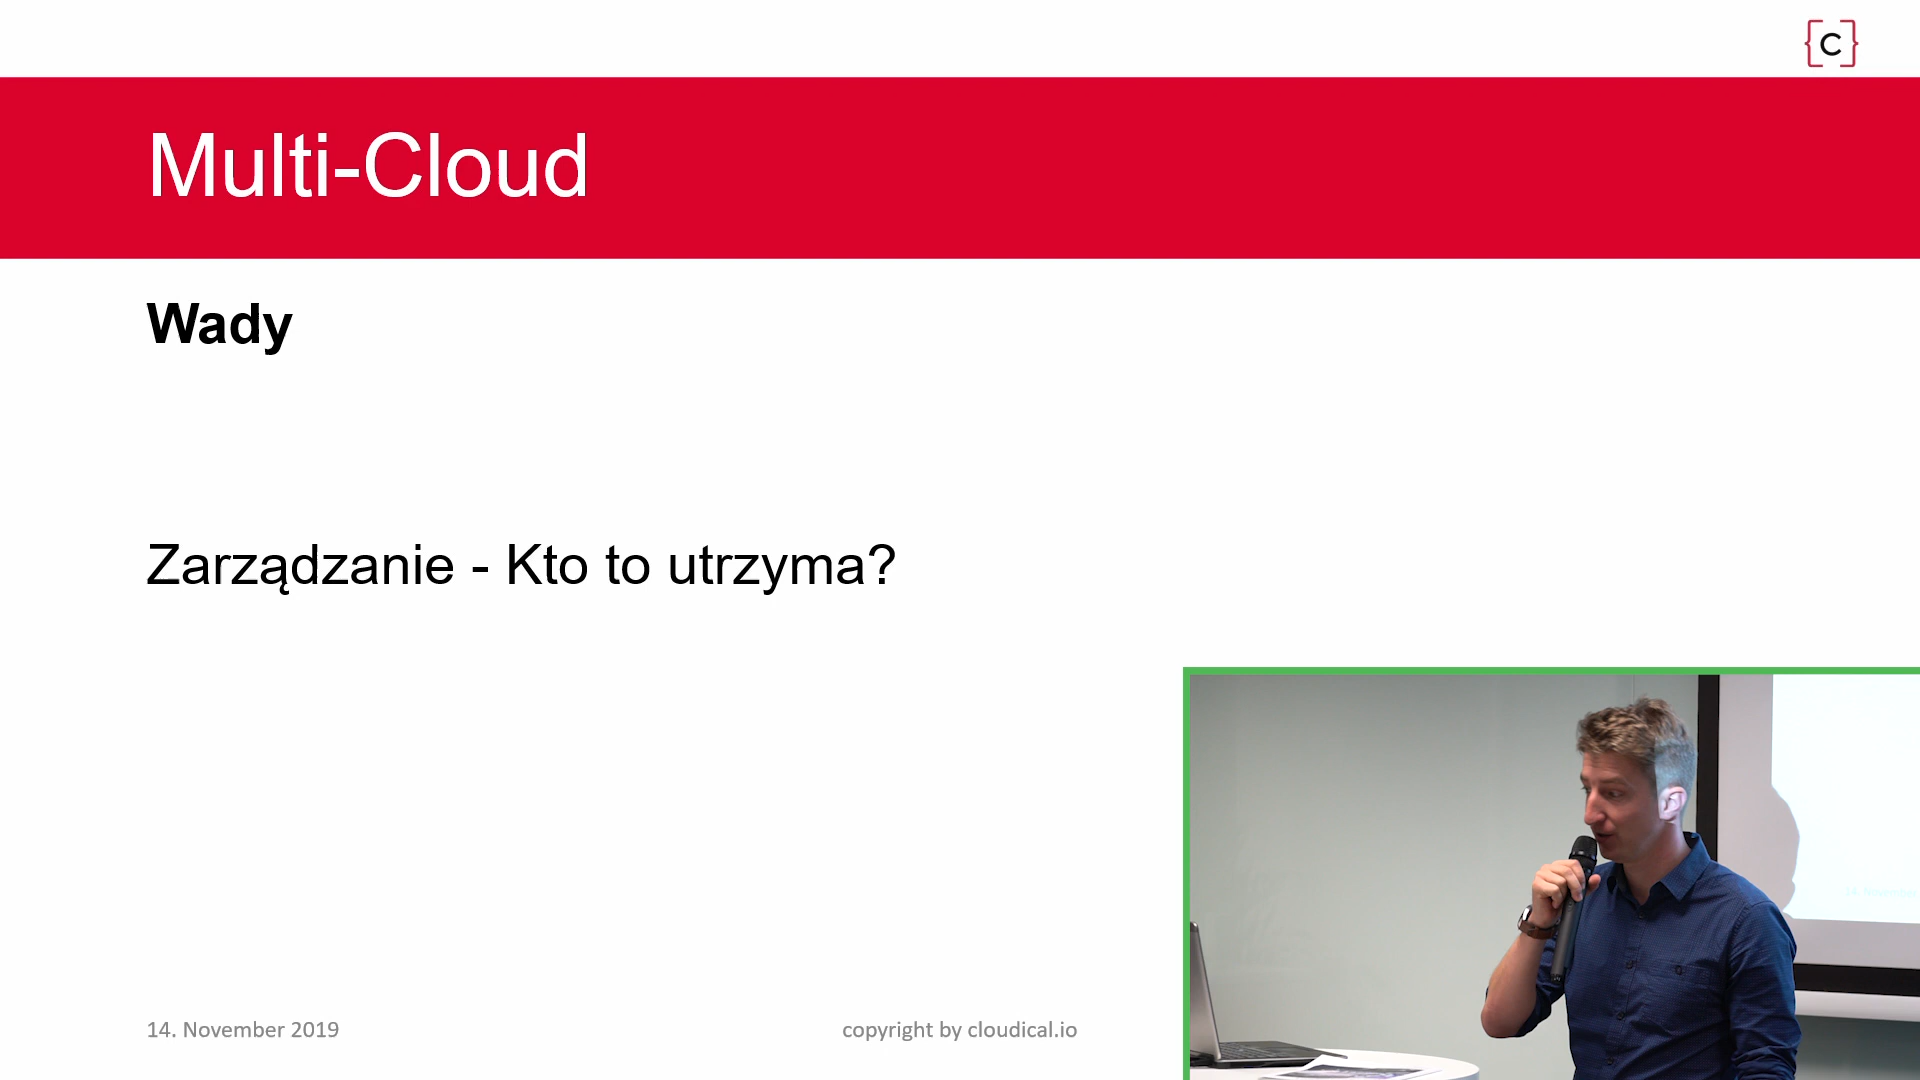 {C}
Multi-Cloud
Wady
Zarządzanie - Kto to utrzyma?
14. November 2019
copyright by cloudical.io